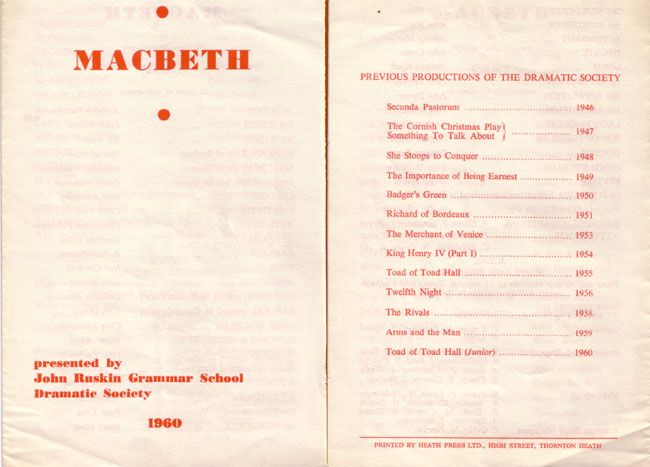 MACBETH
presented by
John Ruskin Grammar School
Dramatic Society
1960
PREVIOUS PRODUCTIONS OF THE DRAMATIC SOCIETY
Secunda Pastorum ........................................ 1946
The Cornish Christmas Play
Something To Talk About } .................... 1947
She Stoops to Conquer .................................. 1948
The Importance of Being Earnest .................... 1949
Badger's Green ............................................ 1950
Richard of Bordeaux .................................... 1951
The Merchant of Venice ................................ 1953
King Henry IV (Part I) .................................. 1954
Toad of Toad Hall ........................................ 1955
Twelfth Night .............................................. 1956
The Rivals .................................................. 1958
Arms and the Man ........................................ 1959
Toad of Toad Hall (Junior) ............................ 1960
PRINTED BY HEATH PRESS LTD., HIGH STREET, THORNTON HEATH